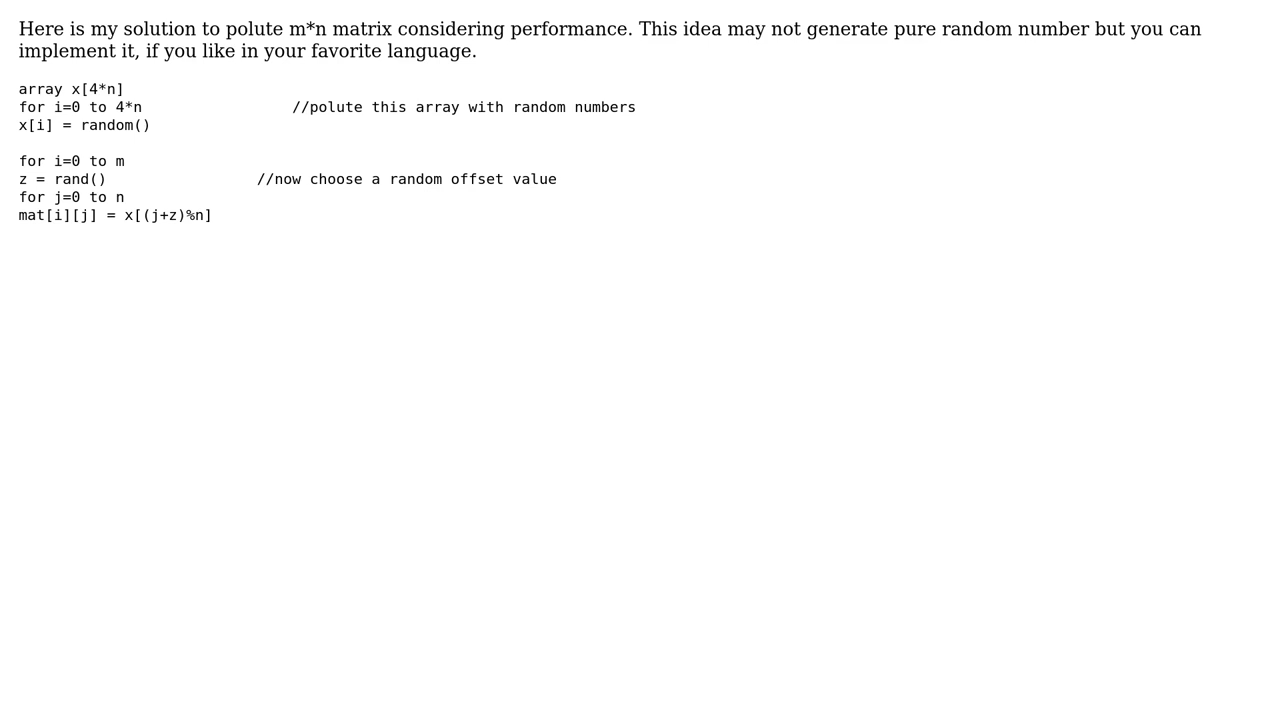 Here is my solution to polute m*n matrix considering performance. This idea may not generate pure random number but you can
implement it, if you like in your favorite language.
array x[4*n]
for i=0 to 4*n                 //polute this array with random numbers
x[i] = random()

for i=0 to m
z = rand()                 //now choose a random offset value
for j=0 to n
mat[i][j] = x[(j+z)%n]